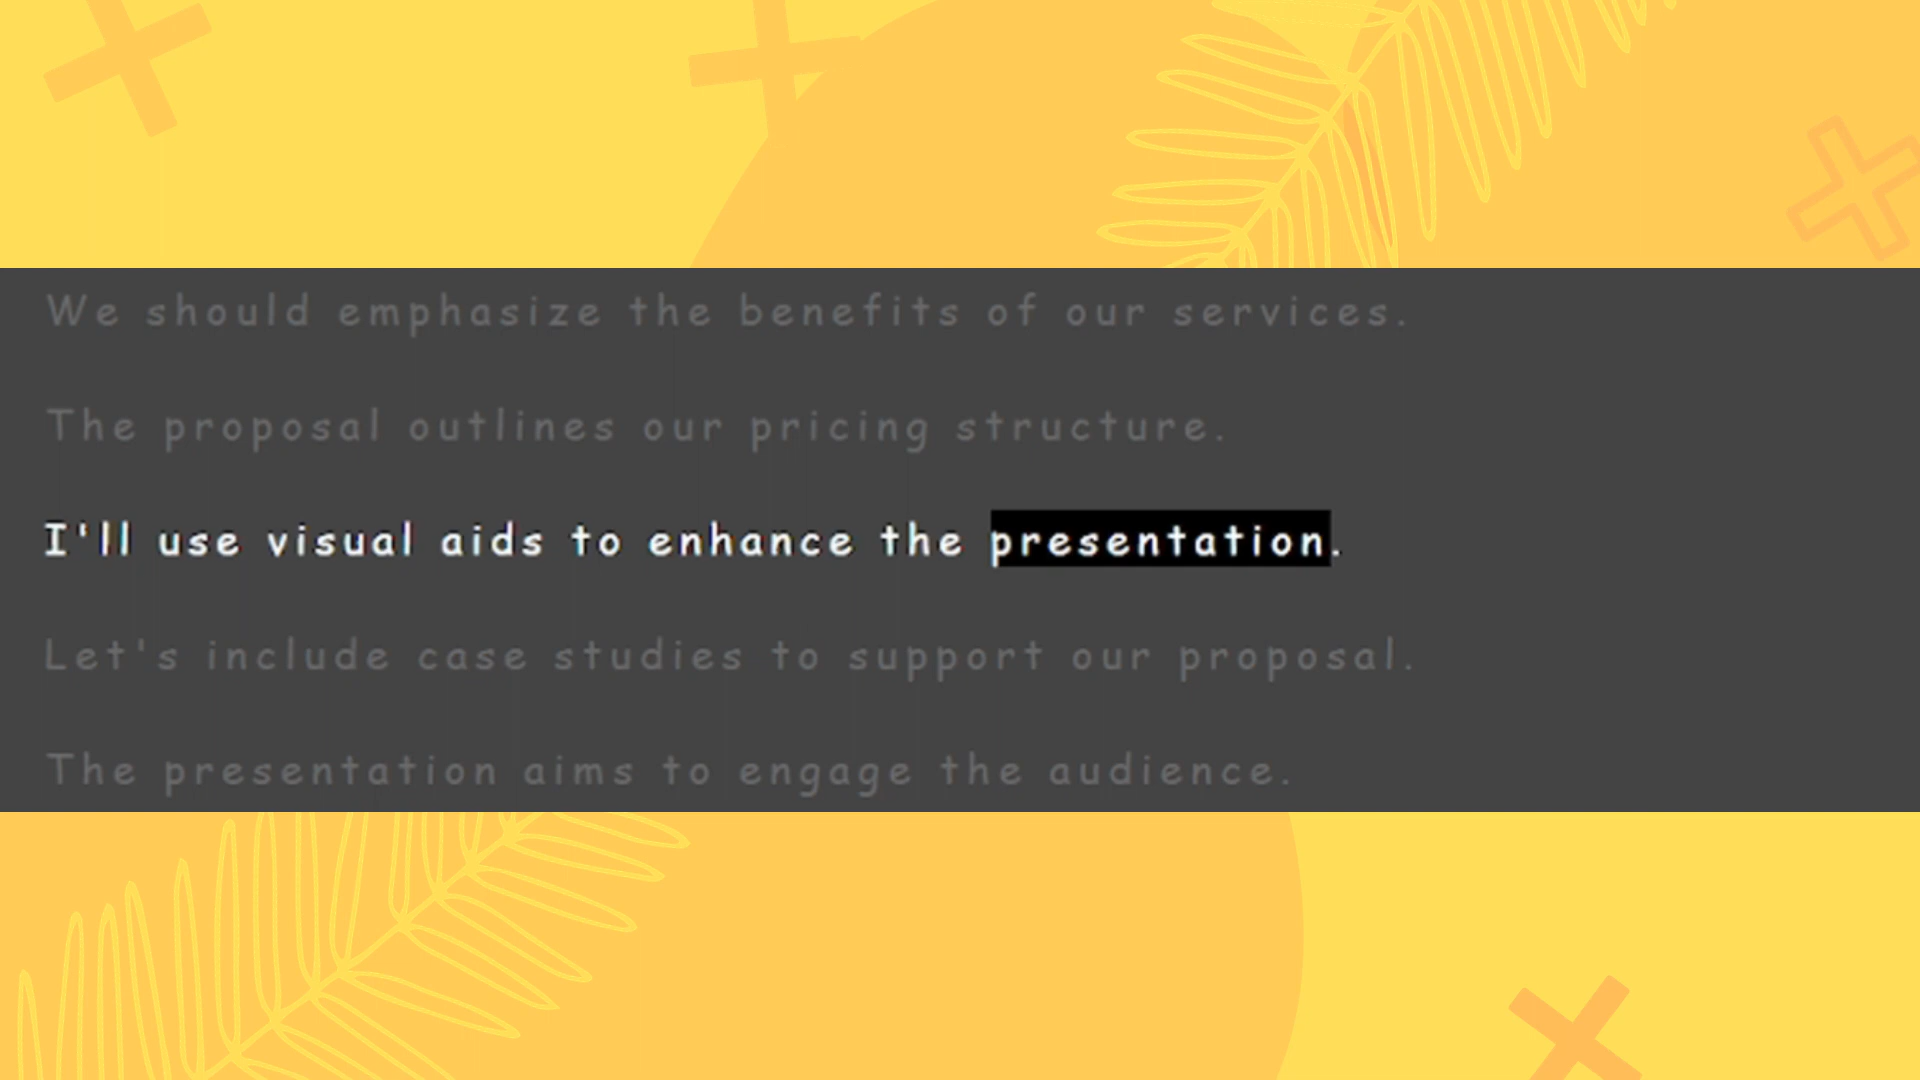 We should emphasize the benefits of our services.
The proposal outlines our pricing structure.
I'll use visual aids to enhance the presentation.
Let's include case studies to support our proposal.
The presentation aims to engage the audience.